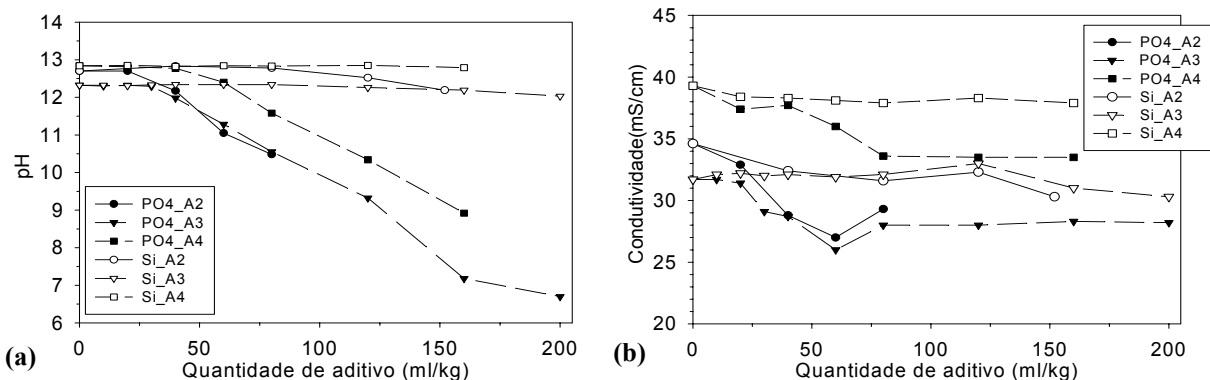 14
13
12
11
10
9
8
7
6
pH
PO4_A2
PO4_A3
PO4_A4
Si_A2
Si_A3
Si_A4
0 50 100 150 200
Quantidade de aditivo (ml/kg)
(a)
45
40
35
30
25
20
Condutividade(mS/cm)
PO4_A2
PO4_A3
PO4_A4
Si_A2
Si_A3
Si_A4
0 50 100 150 200
Quantidade de aditivo (ml/kg)
(b)